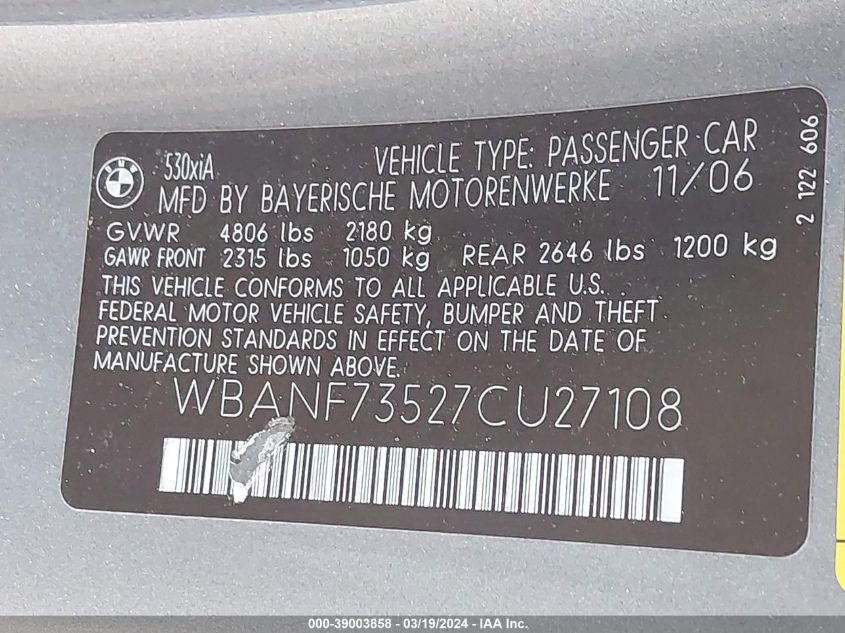 BMW
530xiA VEHICLE TYPE: PASSENGER CAR
MFD BY BAYERISCHE MOTORENWERKE 11/06
GVWR 4806 lbs 2180 kg
GAWR FRONT 2315 lbs 1050 kg REAR 2646 lbs 1200 kg
THIS VEHICLE CONFORMS TO ALL APPLICABLE U.S.
FEDERAL MOTOR VEHICLE SAFETY, BUMPER AND THEFT
PREVENTION STANDARDS IN EFFECT ON THE DATE OF
MANUFACTURE SHOWN ABOVE.
WBANF73527CU27108
2 122 606
000-39003858 - 03/19/2024 - IAA Inc.